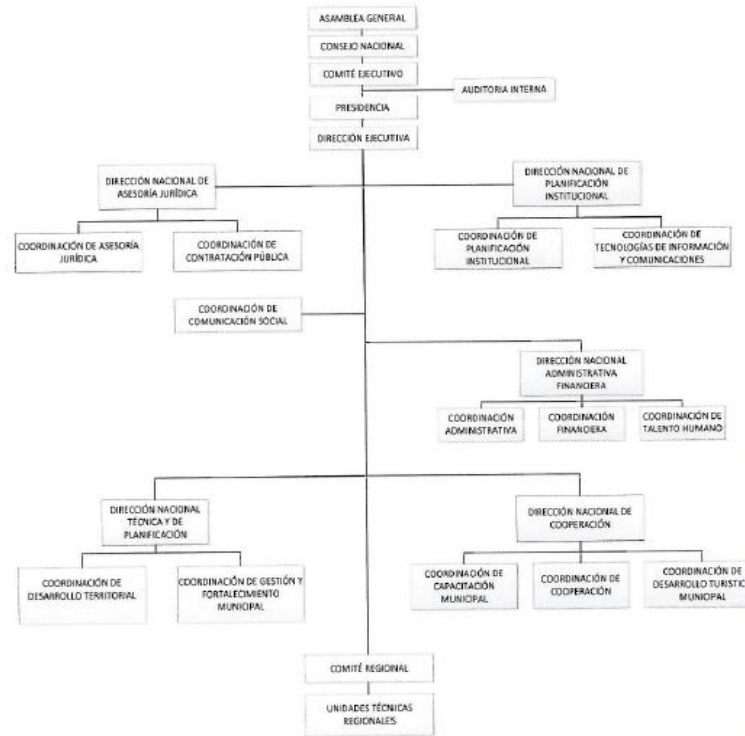 ASAMBLEA GENERAL
CONSEJO NACIONAL
COMITÉ EJECUTIVO
AUDITORIA INTERNA
PRESIDENCIA
DIRECCIÓN EJECUTIVA
DIRECCIÓN NACIONAL DE
ASESORÍA JURÍDICA
DIRECCIÓN NACIONAL DE
PLANIFICACIÓN
INSTITUCIONAL
COORDINACIÓN DE ASESORÍA
JURÍDICA
COORDINACIÓN DE
CONTRATACIÓN PÚBLICA
COORDINACIÓN DE
PLANIFICACIÓN
INSTITUCIONAL
COORDINACIÓN DE
TECNOLOGÍAS DE INFORMACIÓN
Y COMUNICACIONES
COORDINACIÓN DE
COMUNICACIÓN SOCIAL
DIRECCIÓN NACIONAL
ADMINISTRATIVA
FINANCIERA
COORDINACIÓN
ADMINISTRATIVA
COORDINACIÓN
FINANCIERA
COORDINACIÓN DE
TALENTO HUMANO
DIRECCIÓN NACIONAL
TÉCNICA Y DE
PLANIFICACIÓN
DIRECCIÓN NACIONAL DE
COOPERACIÓN
COORDINACIÓN DE
DESARROLLO TERRITORIAL
COORDINACIÓN DE GESTIÓN Y
FORTALECIMIENTO
MUNICIPAL
COORDINACIÓN DE
CAPACITACIÓN
MUNICIPAL
COORDINACIÓN DE
COOPERACIÓN
COORDINACIÓN DE
DESARROLLO TURISTIC
MUNICIPAL
COMITÉ REGIONAL
UNIDADES TÉCNICAS
REGIONALES